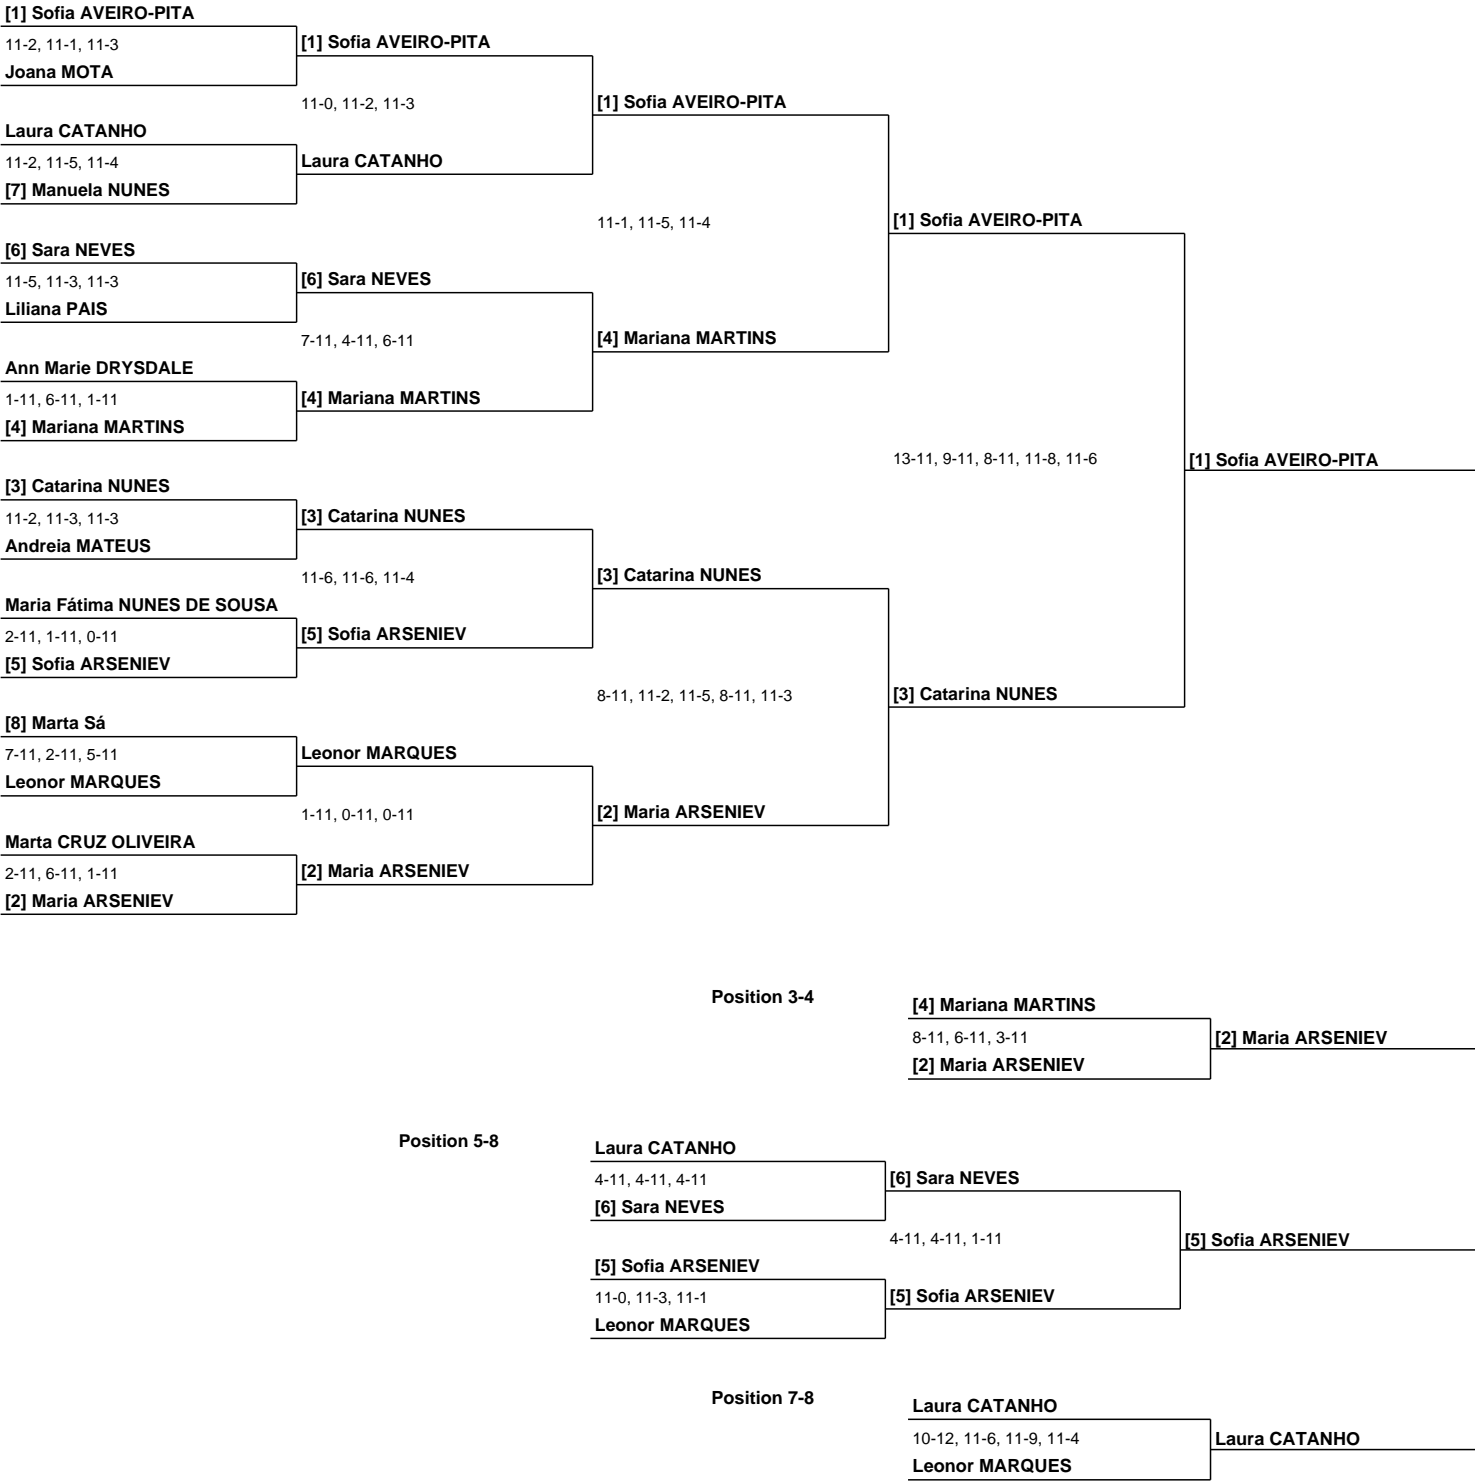 [1] Sofia AVEIRO-PITA
11-2, 11-1, 11-3
[1] Sofia AVEIRO-PITA
Joana MOTA
11-0, 11-2, 11-3
[1] Sofia AVEIRO-PITA
Laura CATANHO
11-2, 11-5, 11-4
Laura CATANHO
[7] Manuela NUNES
11-1, 11-5, 11-4
[1] Sofia AVEIRO-PITA
[6] Sara NEVES
11-5, 11-3, 11-3
[6] Sara NEVES
Liliana PAIS
7-11, 4-11, 6-11
[4] Mariana MARTINS
Ann Marie DRYSDALE
1-11, 6-11, 1-11
[4] Mariana MARTINS
[4] Mariana MARTINS
13-11, 9-11, 8-11, 11-8, 11-6
[1] Sofia AVEIRO-PITA
[3] Catarina NUNES
11-2, 11-3, 11-3
[3] Catarina NUNES
Andreia MATEUS
11-6, 11-6, 11-4
[3] Catarina NUNES
Maria Fátima NUNES DE SOUSA
2-11, 1-11, 0-11
[5] Sofia ARSENIEV
[5] Sofia ARSENIEV
8-11, 11-2, 11-5, 8-11, 11-3
[3] Catarina NUNES
[8] Marta Sá
7-11, 2-11, 5-11
Leonor MARQUES
Leonor MARQUES
1-11, 0-11, 0-11
[2] Maria ARSENIEV
Marta CRUZ OLIVEIRA
2-11, 6-11, 1-11
[2] Maria ARSENIEV
[2] Maria ARSENIEV
Position 3-4
[4] Mariana MARTINS
8-11, 6-11, 3-11
[2] Maria ARSENIEV
[2] Maria ARSENIEV
Position 5-8
Laura CATANHO
4-11, 4-11, 4-11
[6] Sara NEVES
[6] Sara NEVES
4-11, 4-11, 1-11
[5] Sofia ARSENIEV
[5] Sofia ARSENIEV
11-0, 11-3, 11-1
[5] Sofia ARSENIEV
Leonor MARQUES
Position 7-8
Laura CATANHO
10-12, 11-6, 11-9, 11-4
Laura CATANHO
Leonor MARQUES